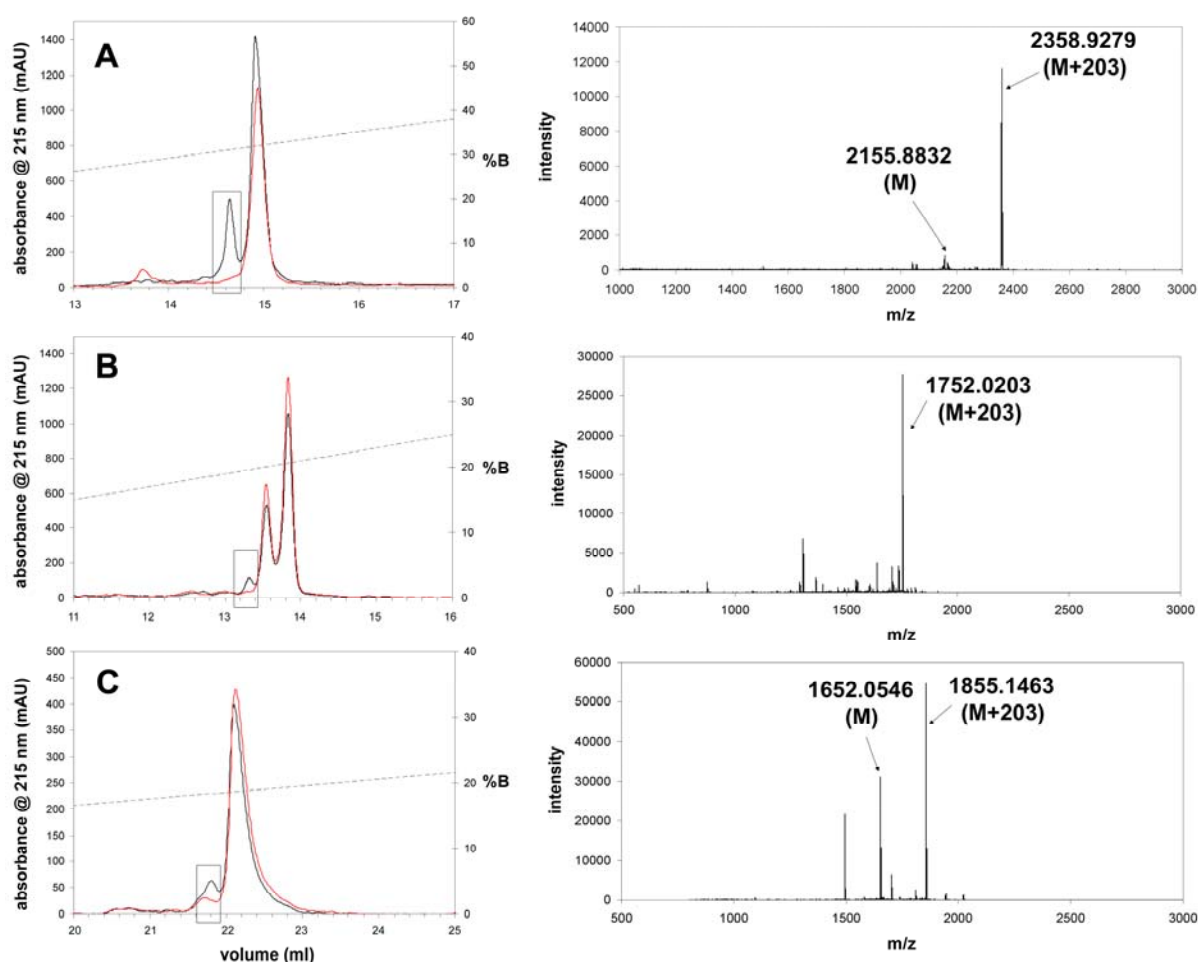 A
absorbance @ 215 nm (mAU)
1400
1200
1000
800
600
400
200
0
60
50
40
30
20
10
0
%B
13 14 15 16 17
intensity
14000
12000
10000
8000
6000
4000
2000
0
2358.9279
(M+203)
2155.8832
(M)
1000 1200 1400 1600 1800 2000 2200 2400 2600 2800 3000
m/z
B
absorbance @ 215 nm (mAU)
1400
1200
1000
800
600
400
200
0
40
30
20
10
0
%B
11 12 13 14 15 16
intensity
30000
25000
20000
15000
10000
5000
0
1752.0203
(M+203)
500 1000 1500 2000 2500 3000
m/z
C
absorbance @ 215 nm (mAU)
500
450
400
350
300
250
200
150
100
50
0
40
30
20
10
0
%B
20 21 22 23 24 25
volume (ml)
intensity
60000
50000
40000
30000
20000
10000
0
1652.0546
(M)
1855.1463
(M+203)
500 1000 1500 2000 2500 3000
m/z